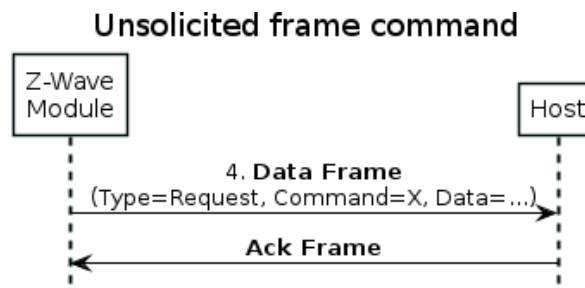 Unsolicited frame command
Z-Wave
Module
Host
4. Data Frame
(Type=Request, Command=X, Data=...)
Ack Frame